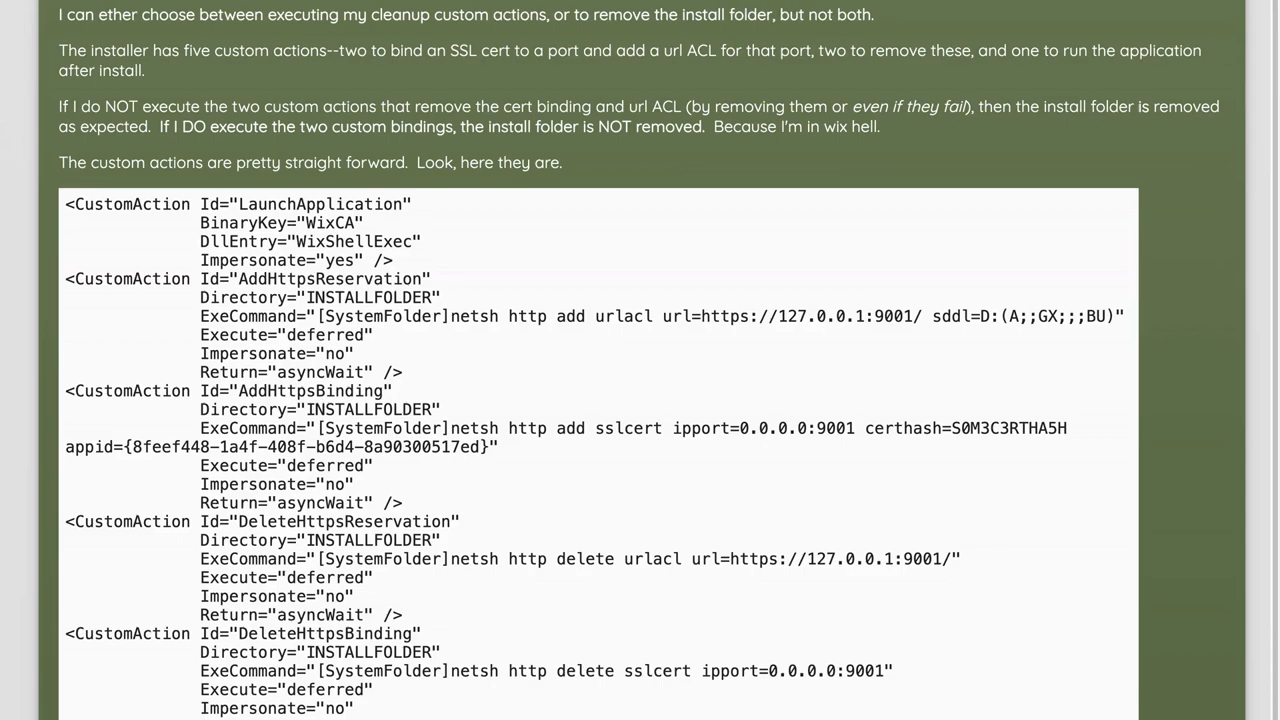 I can ether choose between executing my cleanup custom actions, or to remove the install folder, but not both.
The installer has five custom actions--two to bind an SSL cert to a port and add a url ACL for that port, two to remove these, and one to run the application
after install.
If I do NOT execute the two custom actions that remove the cert binding and url ACL (by removing them or even if they fail), then the install folder is removed
as expected.  If I DO execute the two custom bindings, the install folder is NOT removed.  Because I'm in wix hell.
The custom actions are pretty straight forward.  Look, here they are.
<CustomAction Id="LaunchApplication"
              BinaryKey="WixCA"
              DllEntry="WixShellExec"
              Impersonate="yes" />
<CustomAction Id="AddHttpsReservation"
              Directory="INSTALLFOLDER"
              ExeCommand="[SystemFolder]netsh http add urlacl url=https://127.0.0.1:9001/ sddl=D:(A;;GX;;;BU)"
              Execute="deferred"
              Impersonate="no"
              Return="asyncWait" />
<CustomAction Id="AddHttpsBinding"
              Directory="INSTALLFOLDER"
              ExeCommand="[SystemFolder]netsh http add sslcert ipport=0.0.0.0:9001 certhash=S0M3C3RTHA5H
appid={8feef448-1a4f-408f-b6d4-8a90300517ed}"
              Execute="deferred"
              Impersonate="no"
              Return="asyncWait" />
<CustomAction Id="DeleteHttpsReservation"
              Directory="INSTALLFOLDER"
              ExeCommand="[SystemFolder]netsh http delete urlacl url=https://127.0.0.1:9001/"
              Execute="deferred"
              Impersonate="no"
              Return="asyncWait" />
<CustomAction Id="DeleteHttpsBinding"
              Directory="INSTALLFOLDER"
              ExeCommand="[SystemFolder]netsh http delete sslcert ipport=0.0.0.0:9001"
              Execute="deferred"
              Impersonate="no"